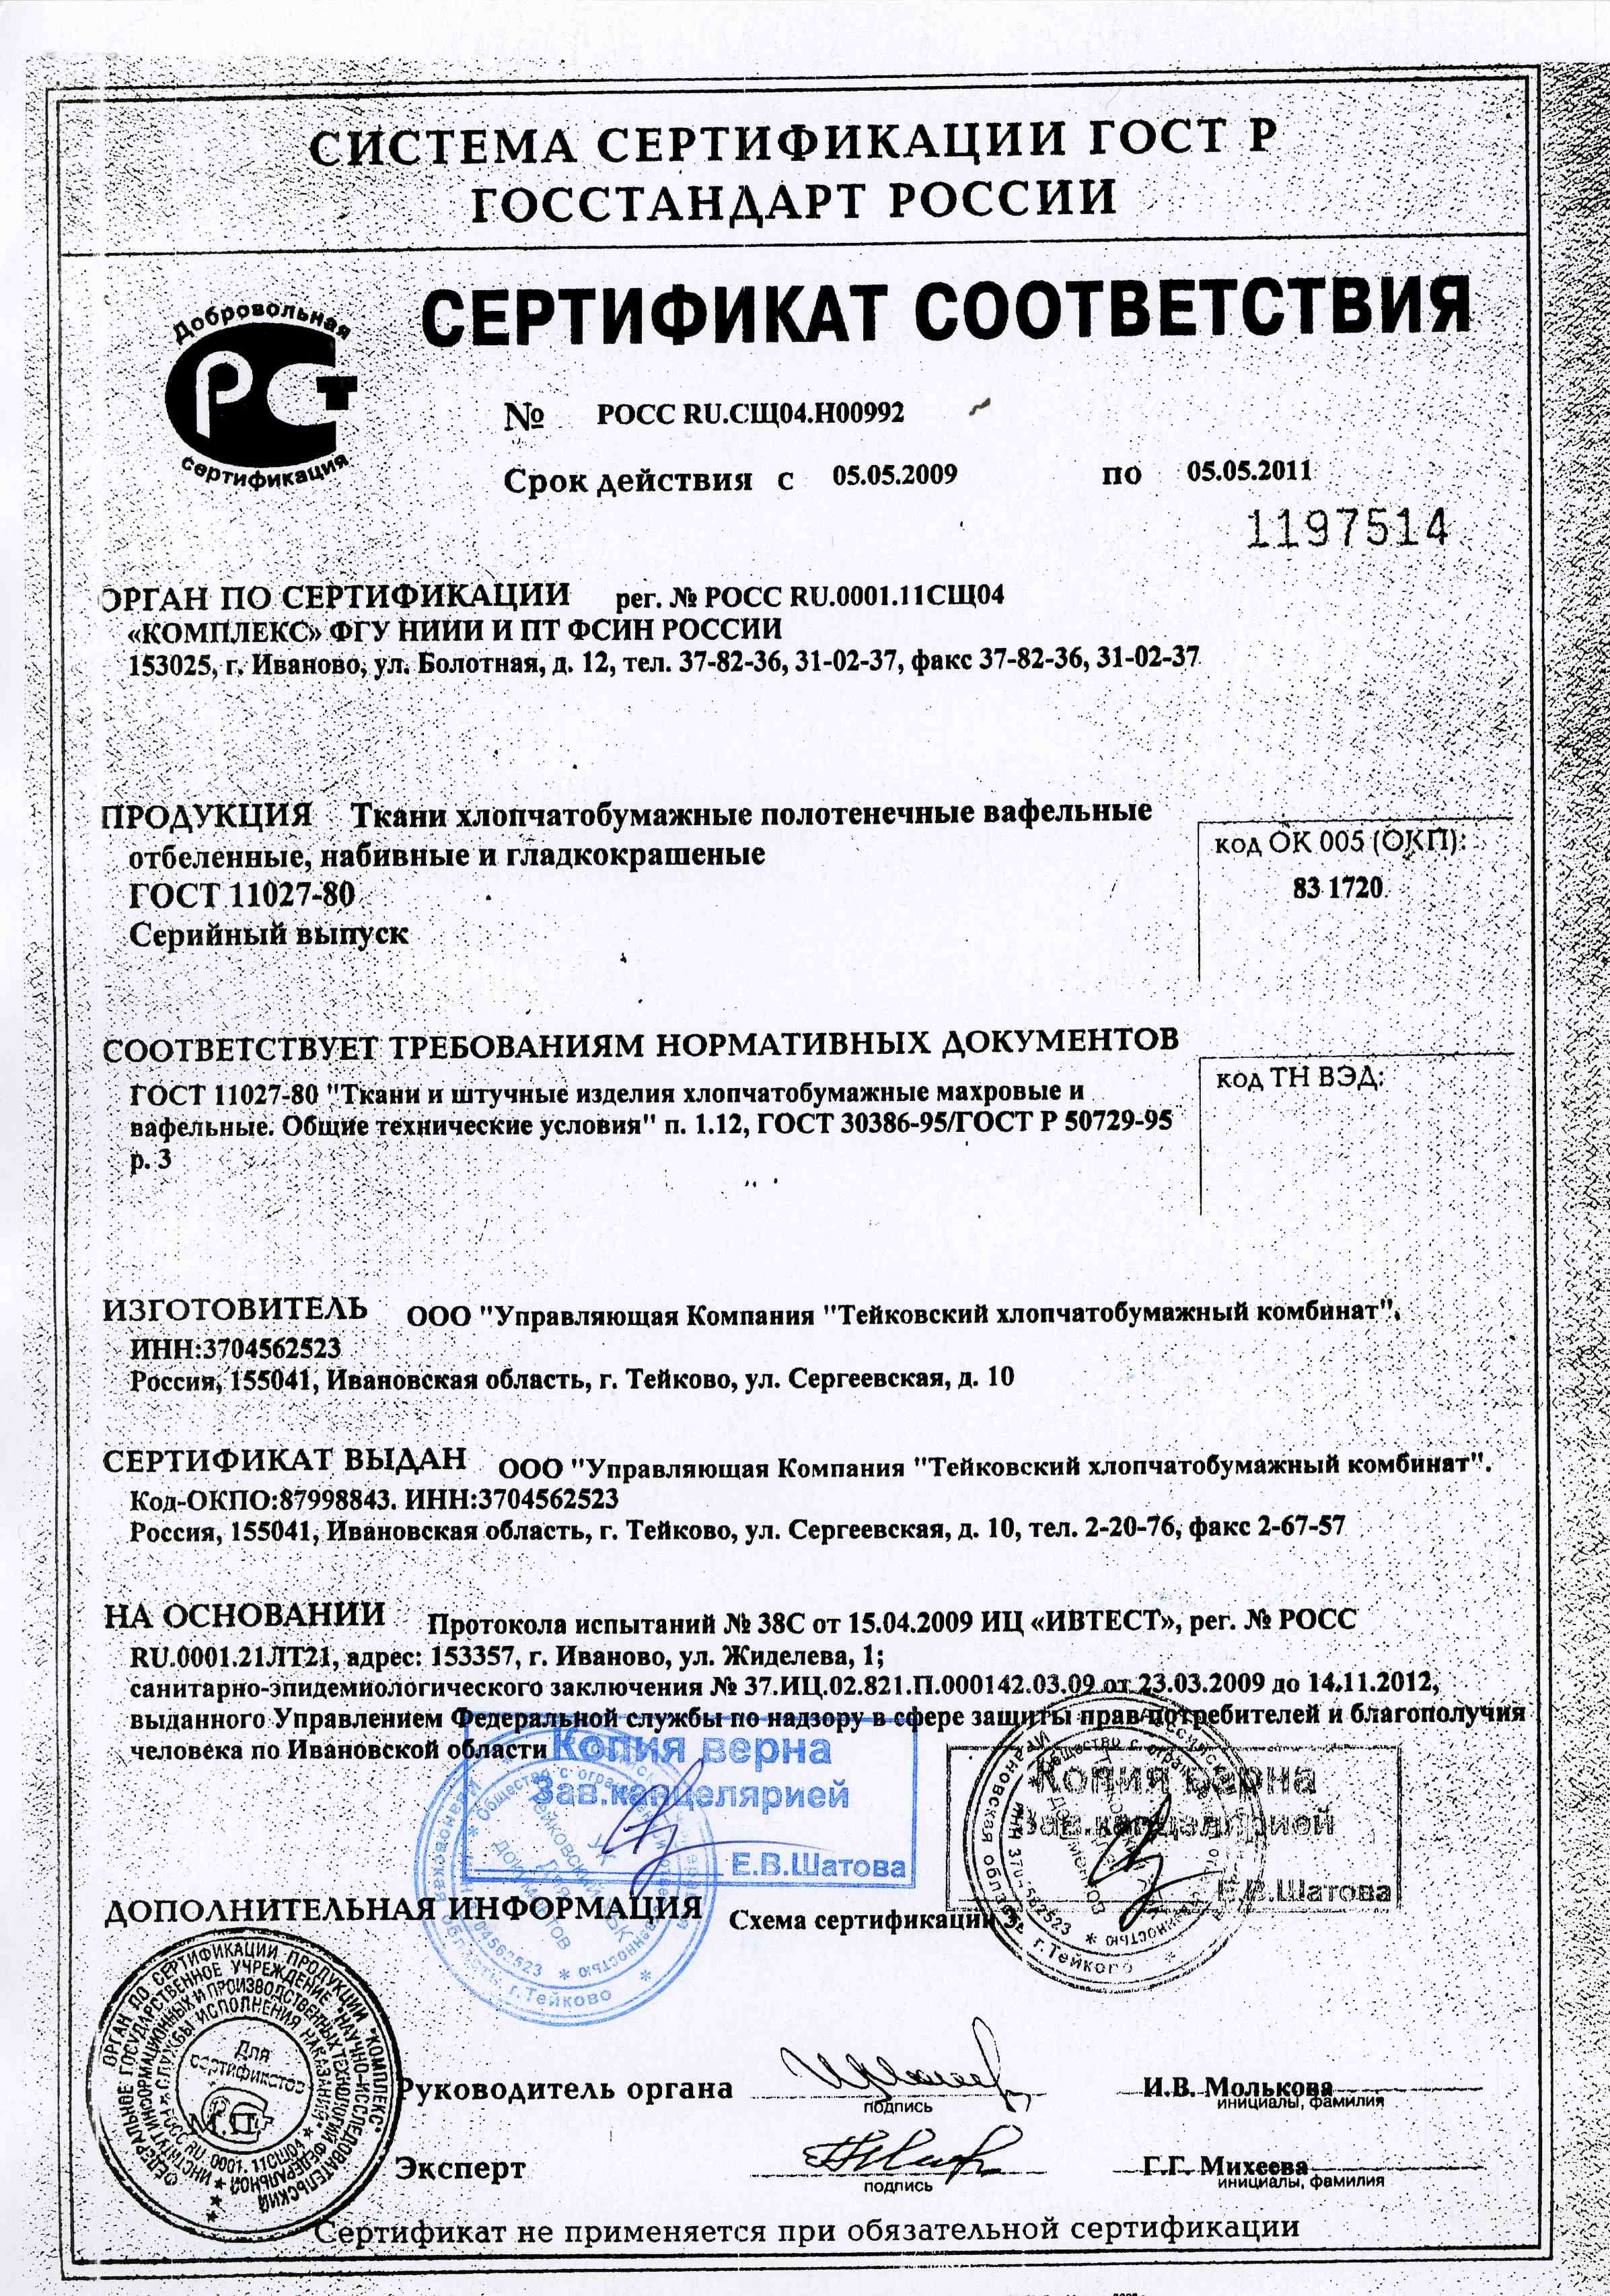 СИСТЕМА СЕРТИФИКАЦИИ ГОСТ Р
ГОССТАНДАРТ РОССИИ
Добровольная
РСТ
сертификация
СЕРТИФИКАТ СООТВЕТСТВИЯ
№ РОСС RU.СЩ04.Н00992
Срок действия с 05.05.2009 по 05.05.2011
1197514
ОРГАН ПО СЕРТИФИКАЦИИ рег. № РОСС RU.0001.11СЩ04
«КОМПЛЕКС» ФГУ НИИИ И ПТ ФСИН РОССИИ
153025, г. Иваново, ул. Болотная, д. 12, тел. 37-82-36, 31-02-37, факс 37-82-36, 31-02-37
ПРОДУКЦИЯ Ткани хлопчатобумажные полотенечные вафельные
отбеленные, набивные и гладкокрашеные
ГОСТ 11027-80
Серийный выпуск
код ОК 005 (ОКП):
83 1720
СООТВЕТСТВУЕТ ТРЕБОВАНИЯМ НОРМАТИВНЫХ ДОКУМЕНТОВ
ГОСТ 11027-80 "Ткани и штучные изделия хлопчатобумажные махровые и
вафельные. Общие технические условия" п. 1.12, ГОСТ 30386-95/ГОСТ Р 50729-95
р. 3
код ТН ВЭД:
ИЗГОТОВИТЕЛЬ ООО "Управляющая Компания "Тейковский хлопчатобумажный комбинат".
ИНН:3704562523
Россия, 155041, Ивановская область, г. Тейково, ул. Сергеевская, д. 10
СЕРТИФИКАТ ВЫДАН ООО "Управляющая Компания "Тейковский хлопчатобумажный комбинат".
Код-ОКПО:87998843. ИНН:3704562523
Россия, 155041, Ивановская область, г. Тейково, ул. Сергеевская, д. 10, тел. 2-20-76, факс 2-67-57
НА ОСНОВАНИИ Протокола испытаний № 38С от 15.04.2009 ИЦ «ИВТЕСТ», рег. № РОСС
RU.0001.21ЛТ21, адрес: 153357, г. Иваново, ул. Жиделева, 1;
санитарно-эпидемиологического заключения № 37.ИЦ.02.821.П.000142.03.09 от 23.03.2009 до 14.11.2012,
выданного Управлением Федеральной службы по надзору в сфере защиты прав потребителей и благополучия
человека по Ивановской области
Копия верна
Зав.канцелярией
Е.В.Шатова
Копия верна
Зав.канцелярией
Е.В.Шатова
ДОПОЛНИТЕЛЬНАЯ ИНФОРМАЦИЯ Схема сертификации 3.
г.Тейково
г.Тейково
ОРГАН ПО СЕРТИФИКАЦИИ ПРОДУКЦИИ "КОМПЛЕКС"
Для
сертификатов
М.П.
Руководитель органа
подпись
И.В. Молькова
инициалы, фамилия
Эксперт
подпись
Г.Г. Михеева
инициалы, фамилия
Сертификат не применяется при обязательной сертификации